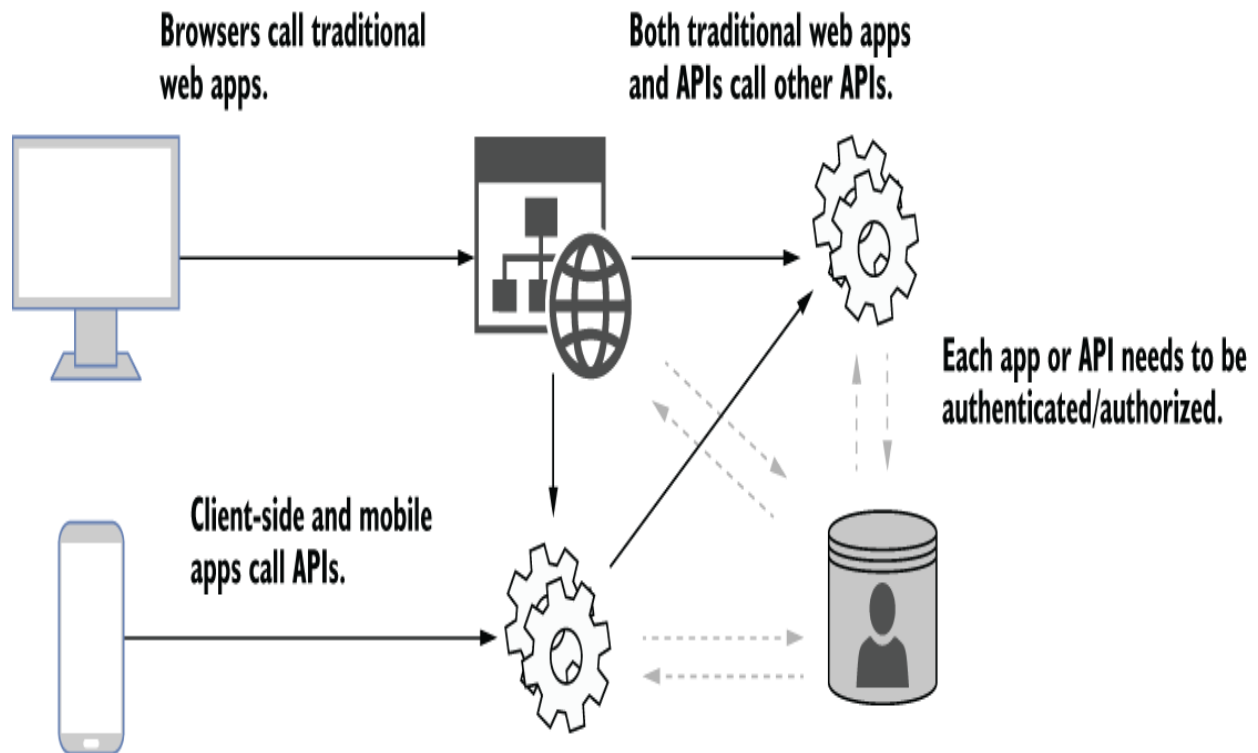 Browsers call traditional
web apps.
Both traditional web apps
and APIs call other APIs.
Each app or API needs to be
authenticated/authorized.
Client-side and mobile
apps call APIs.